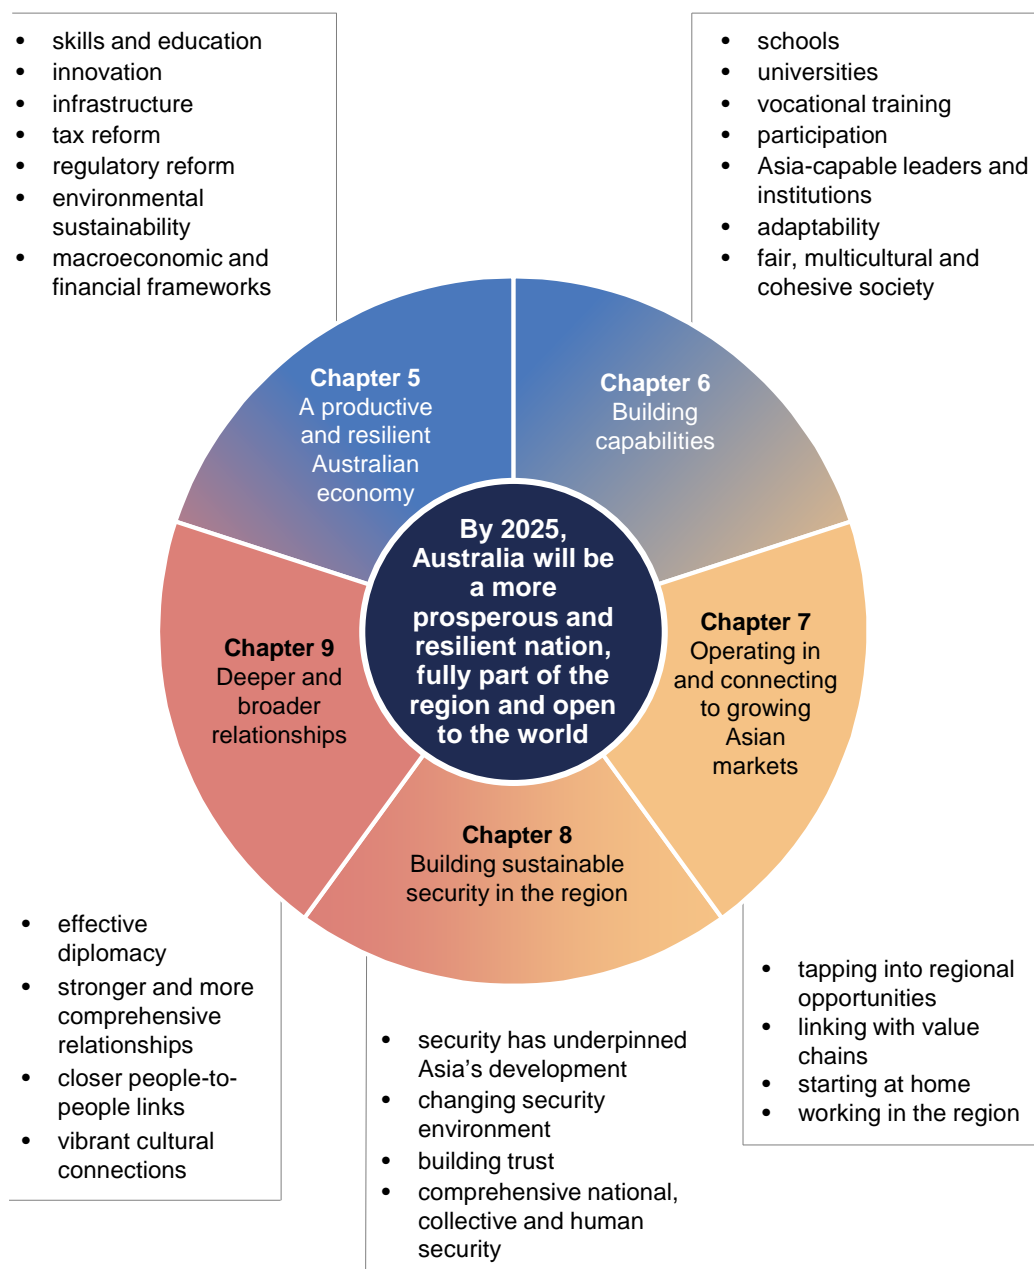 • skills and education
• innovation
• infrastructure
• tax reform
• regulatory reform
• environmental
sustainability
• macroeconomic and
financial frameworks
• schools
• universities
• vocational training
• participation
• Asia-capable leaders and
institutions
• adaptability
• fair, multicultural and
cohesive society
Chapter 5
A productive
and resilient
Australian
economy
Chapter 6
Building
capabilities
By 2025,
Australia will be
a more
prosperous and
resilient nation,
fully part of the
region and open
to the world
Chapter 9
Deeper and
broader
relationships
Chapter 7
Operating in
and connecting
to growing
Asian
markets
Chapter 8
Building sustainable
security in the region
• effective
diplomacy
• stronger and more
comprehensive
relationships
• closer people-to-
people links
• vibrant cultural
connections
• security has underpinned
Asia’s development
• changing security
environment
• building trust
• comprehensive national,
collective and human
security
• tapping into regional
opportunities
• linking with value
chains
• starting at home
• working in the region